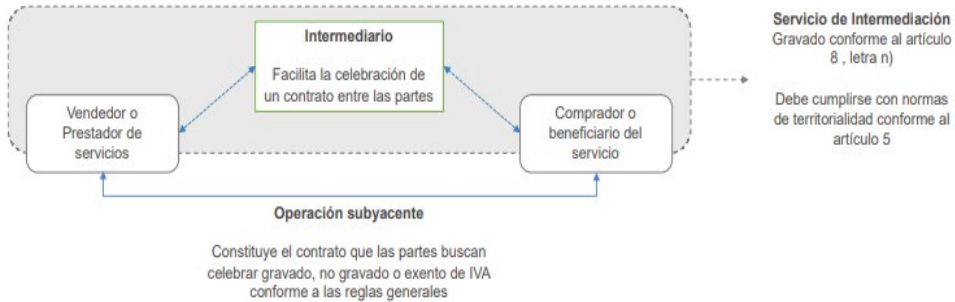 Intermediario
Facilita la celebración de
un contrato entre las partes
Vendedor o
Prestador de
servicios
Comprador o
beneficiario del
servicio
Servicio de Intermediación
Gravado conforme al artículo
8 , letra n)
Debe cumplirse con normas
de territorialidad conforme al
artículo 5
Operación subyacente
Constituye el contrato que las partes buscan
celebrar gravado, no gravado o exento de IVA
conforme a las reglas generales